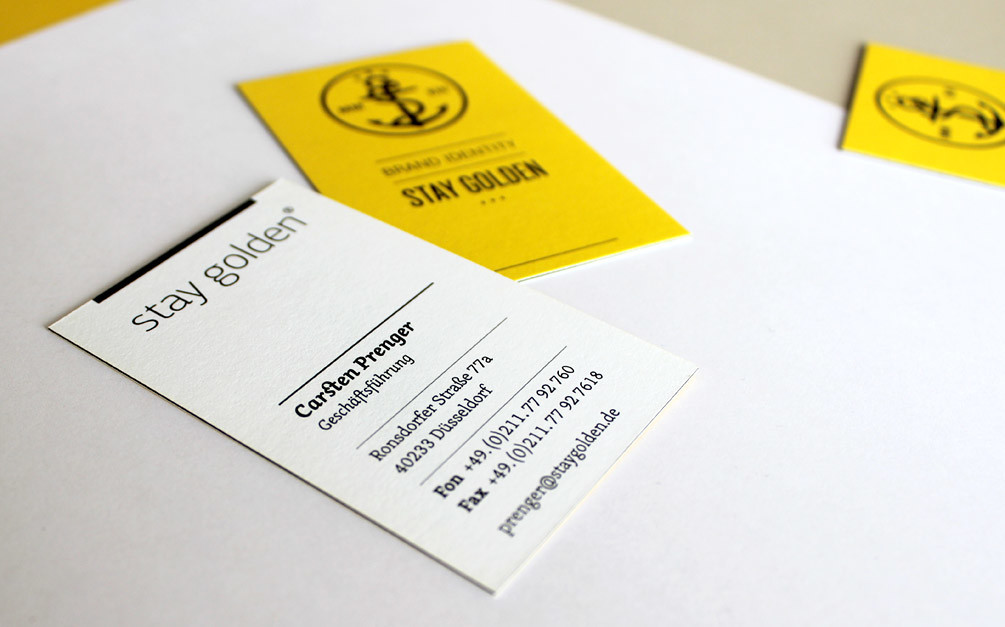 BRAND IDENTITY
STAY GOLDEN
stay golden®
Carsten Prenger
Geschäftsführung
Ronsdorfer Straße 77a
40233 Düsseldorf
Fon +49.(0)211.77 92 760
Fax +49.(0)211.77 92 7618
prenger@staygolden.de